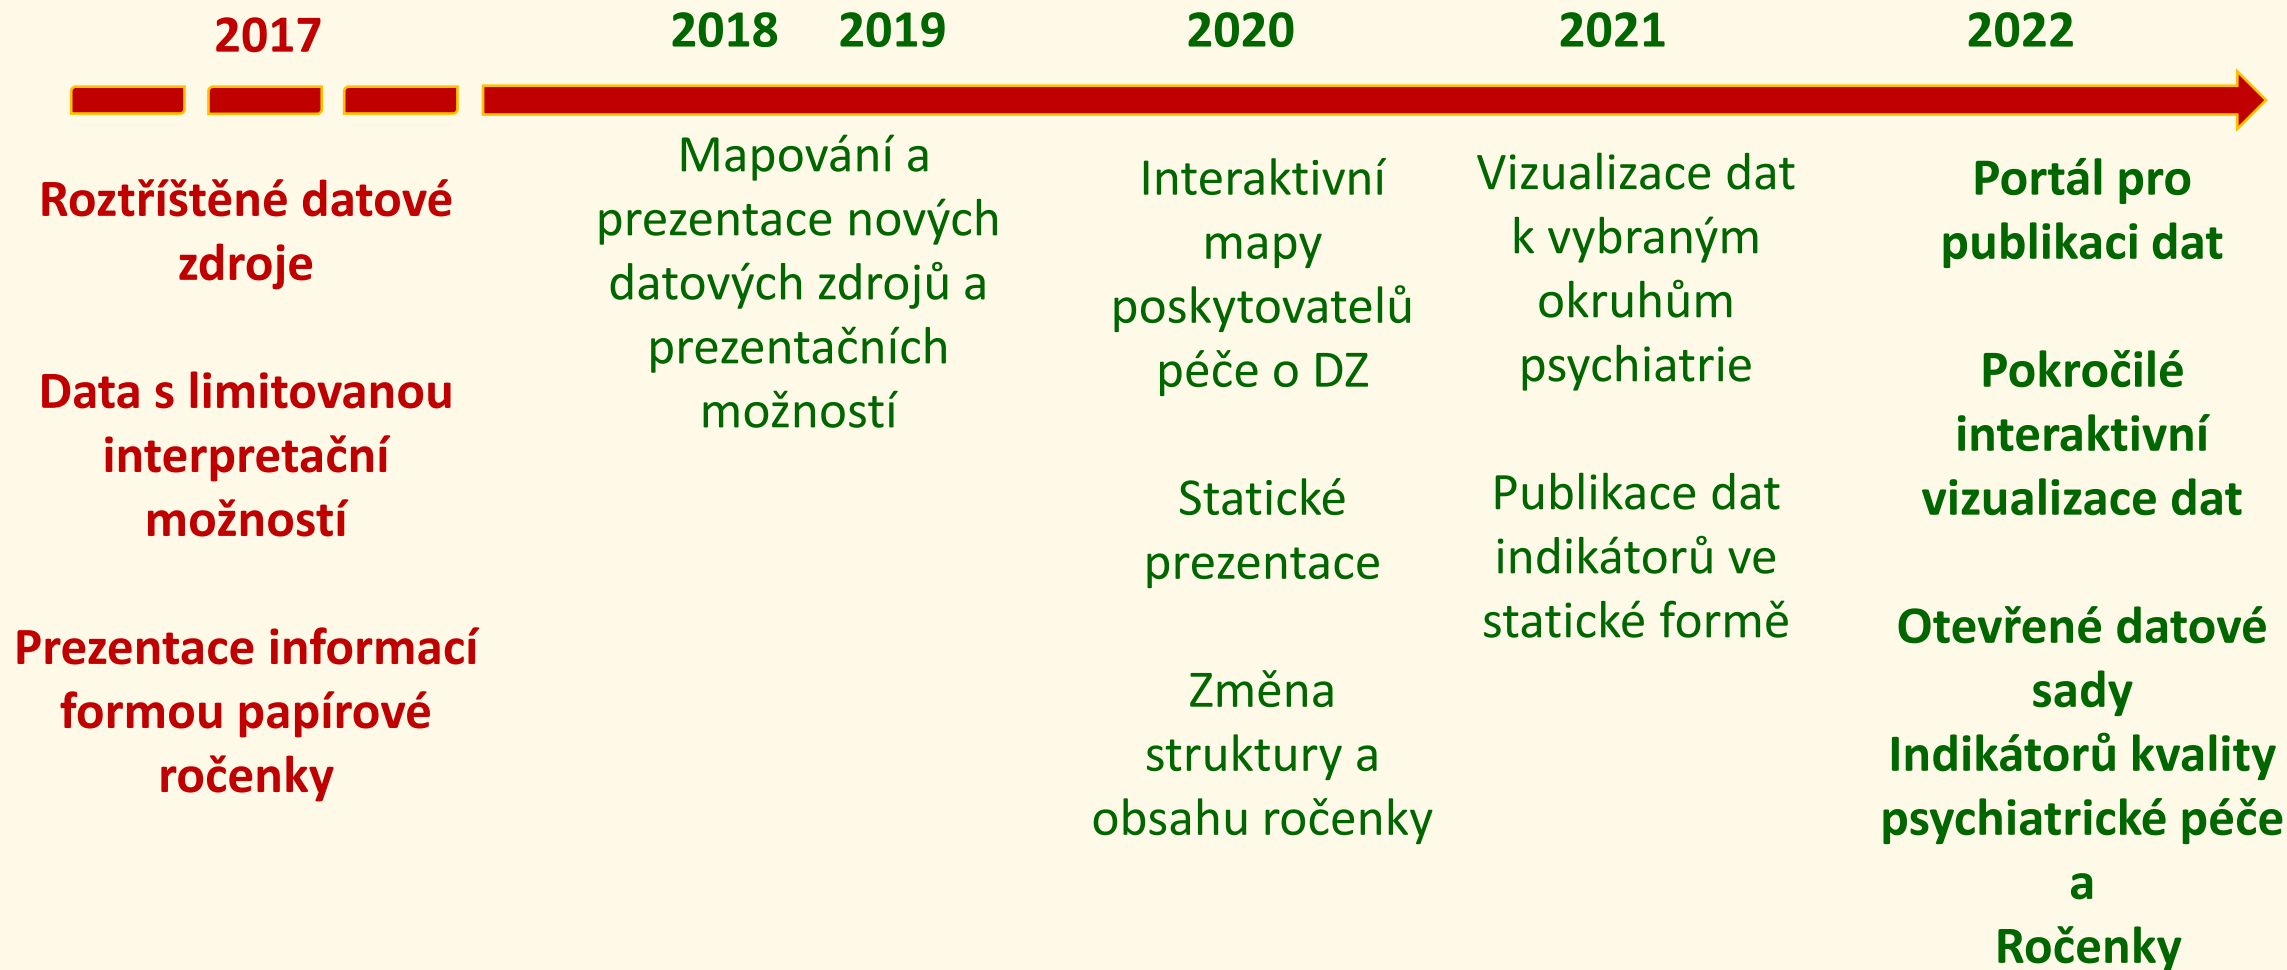 2017
2018
2019
2020
2021
2022
Roztříštěné datové
zdroje
Data s limitovanou
interpretační
možností
Prezentace informací
formou papírové
ročenky
Mapování a
prezentace nových
datových zdrojů a
prezentačních
možností
Interaktivní
mapy
poskytovatelů
péče o DZ
Statické
prezentace
Změna
struktury a
obsahu ročenky
Vizualizace dat
k vybraným
okruhům
psychiatrie
Publikace dat
indikátorů ve
statické formě
Portál pro
publikaci dat
Pokročilé
interaktivní
vizualizace dat
Otevřené datové
sady
Indikátorů kvality
psychiatrické péče
a
Ročenky